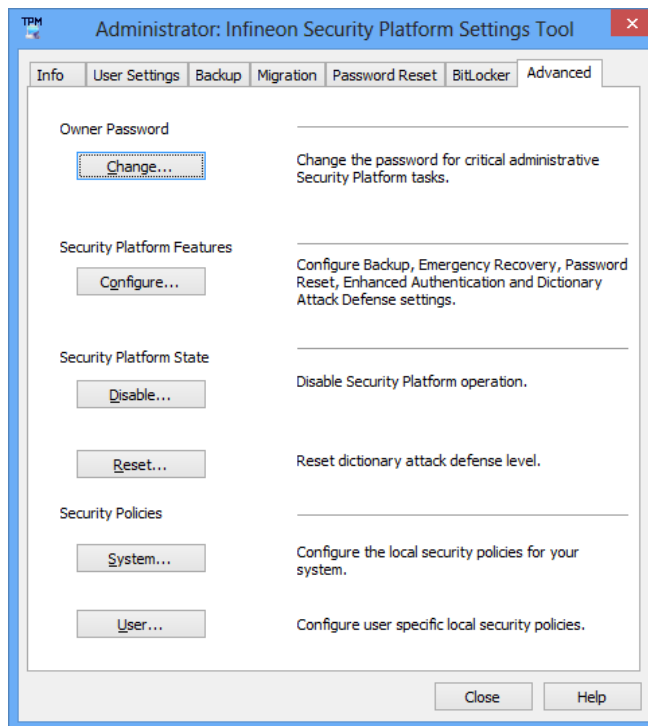 TPM
Administrator: Infineon Security Platform Settings Tool
Info User Settings Backup Migration Password Reset BitLocker Advanced
Owner Password
Change...
Change the password for critical administrative
Security Platform tasks.
Security Platform Features
Configure...
Configure Backup, Emergency Recovery, Password
Reset, Enhanced Authentication and Dictionary
Attack Defense settings.
Security Platform State
Disable...
Disable Security Platform operation.
Reset...
Reset dictionary attack defense level.
Security Policies
System...
Configure the local security policies for your
system.
User...
Configure user specific local security policies.
Close Help